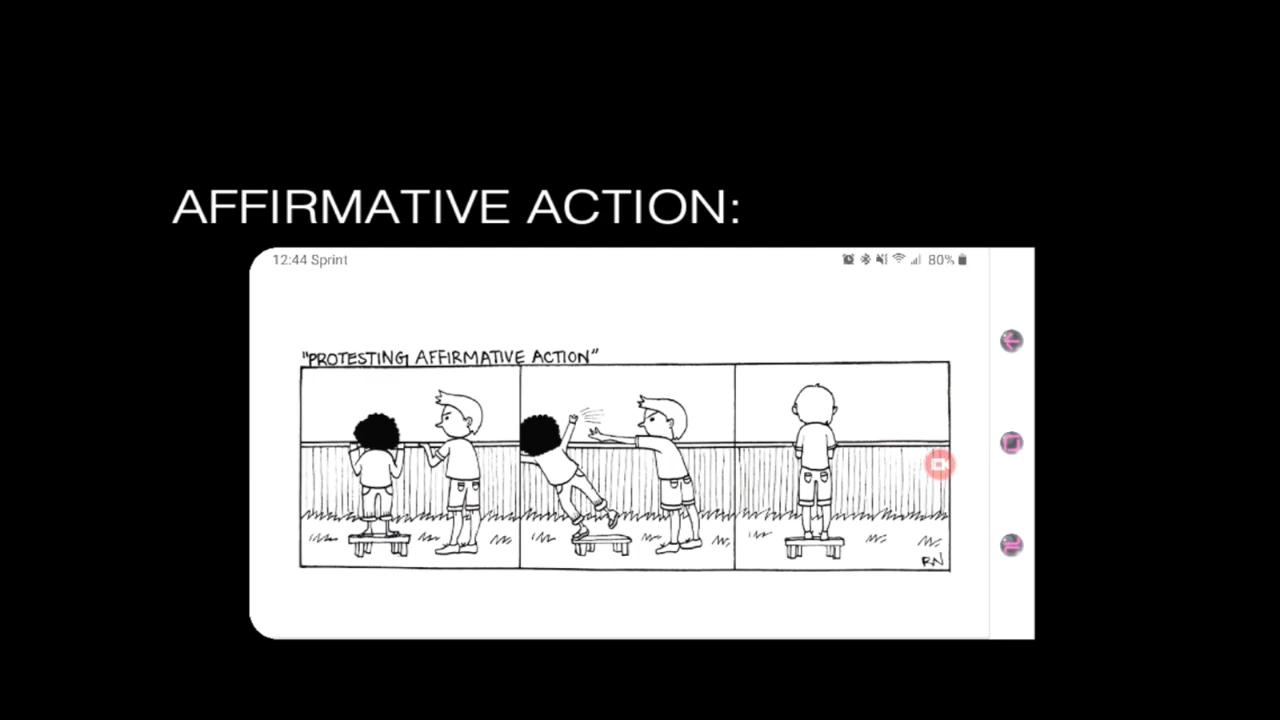 AFFIRMATIVE ACTION:
12:44 Sprint 80%
"PROTESTING AFFIRMATIVE ACTION"
RN